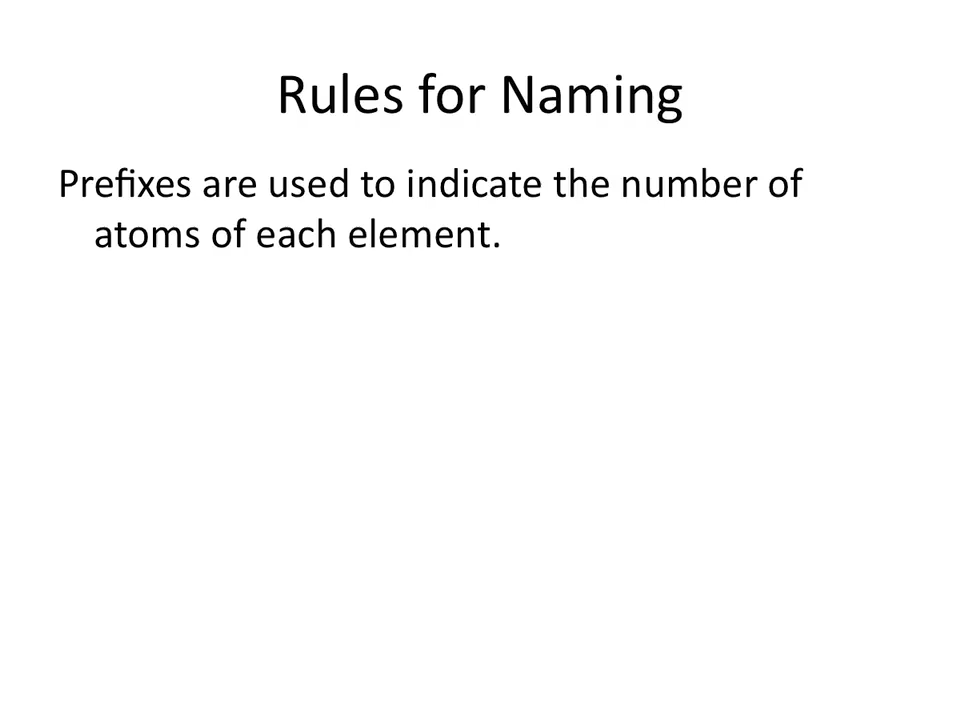 Rules for Naming
Prefixes are used to indicate the number of
atoms of each element.